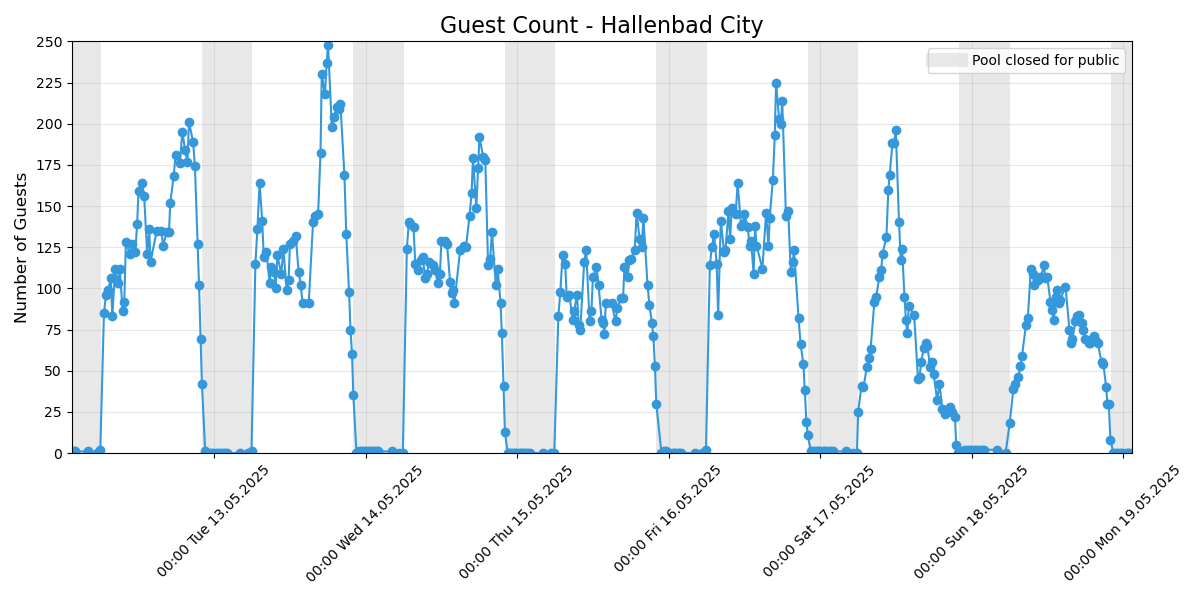 Guest Count - Hallenbad City
Pool closed for public
Number of Guests
250
225
200
175
150
125
100
75
50
25
0
00:00 Tue 13.05.2025
00:00 Wed 14.05.2025
00:00 Thu 15.05.2025
00:00 Fri 16.05.2025
00:00 Sat 17.05.2025
00:00 Sun 18.05.2025
00:00 Mon 19.05.2025